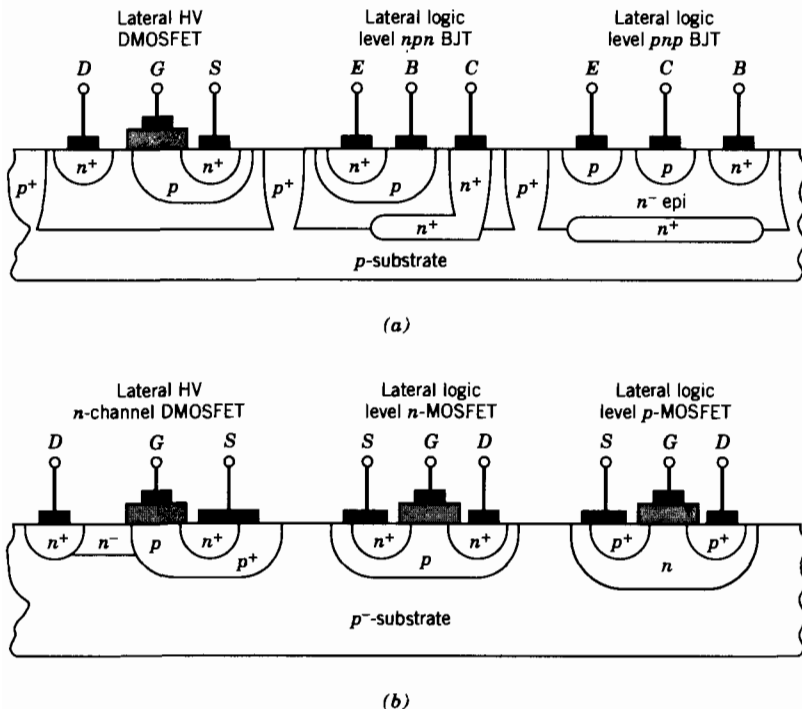 Lateral HV
DMOSFET
Lateral logic
level npn BJT
Lateral logic
level pnp BJT
D G S E B C E C B
p+ n+ p n+ p+ n+ p n+ p+ p p n+
n− epi
n+ n+
p-substrate
(a)
Lateral HV
n-channel DMOSFET
Lateral logic
level n-MOSFET
Lateral logic
level p-MOSFET
D G S S G D S G D
n+ n− p n+ p+ n+ p n+ p+ n p+
p−-substrate
(b)